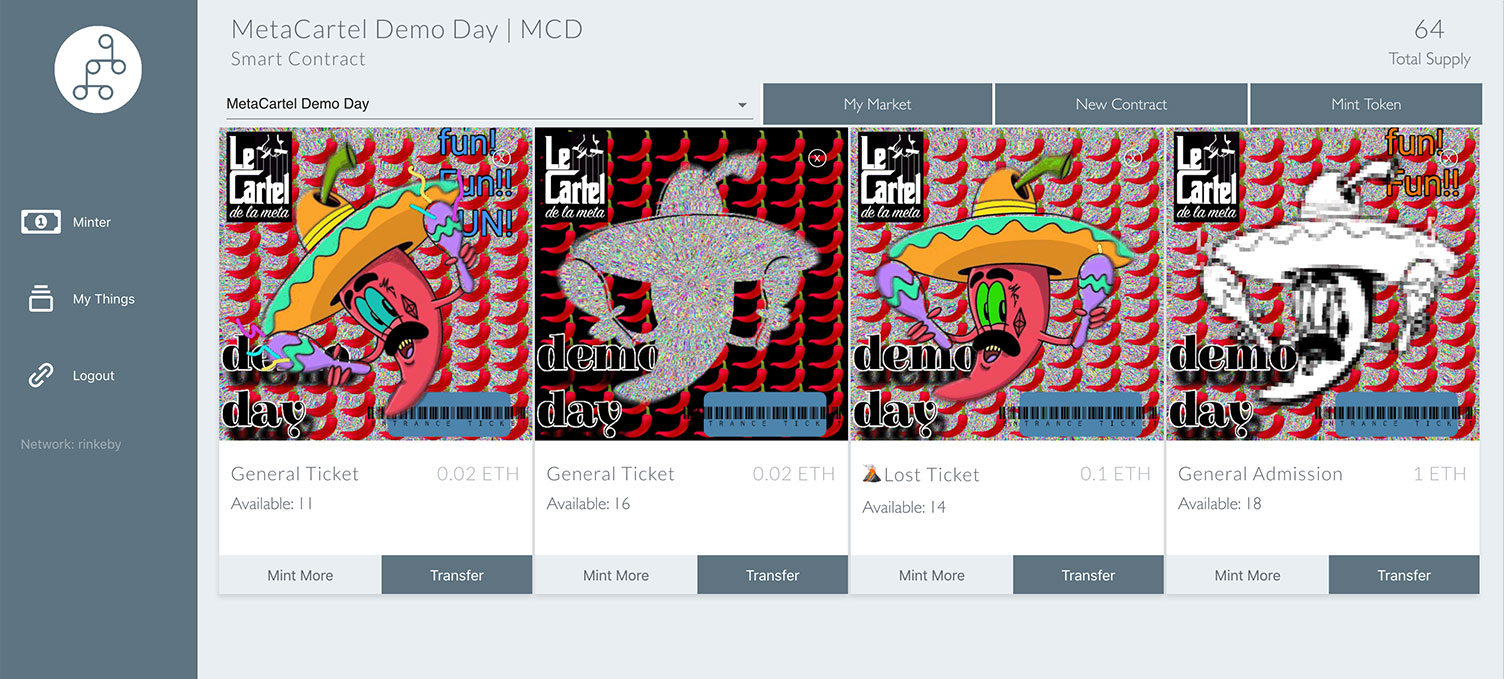 MetaCartel Demo Day | MCD
64
Smart Contract
Total Supply
MetaCartel Demo Day
My Market
New Contract
Mint Token
Minter
My Things
Logout
Network: rinkeby
Le
Cartel
de la meta
fun!
Fun!!
FUN!
X
demo
day
TRANCE TICK
General Ticket
0.02 ETH
Available: 11
Mint More
Transfer
Le
Cartel
de la meta
X
demo
day
TRANCE TICK
General Ticket
0.02 ETH
Available: 16
Mint More
Transfer
Le
Cartel
de la meta
X
demo
day
NTRANCE TICKE
🌋Lost Ticket
0.1 ETH
Available: 14
Mint More
Transfer
Le
Cartel
de la meta
fun!
Fun!!
X
demo
day
NTRANCE TICKE
General Admission
1 ETH
Available: 18
Mint More
Transfer